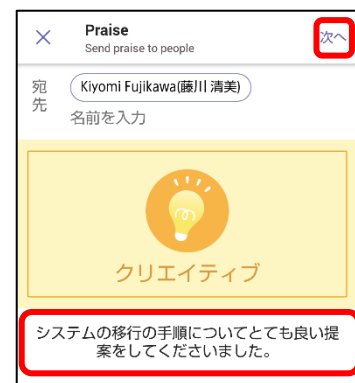 Praise
Send praise to people
次へ
宛先
Kiyomi Fujikawa(藤川 清美)
名前を入力
クリエイティブ
システムの移行の手順についてとても良い提
案をしてくださいました。